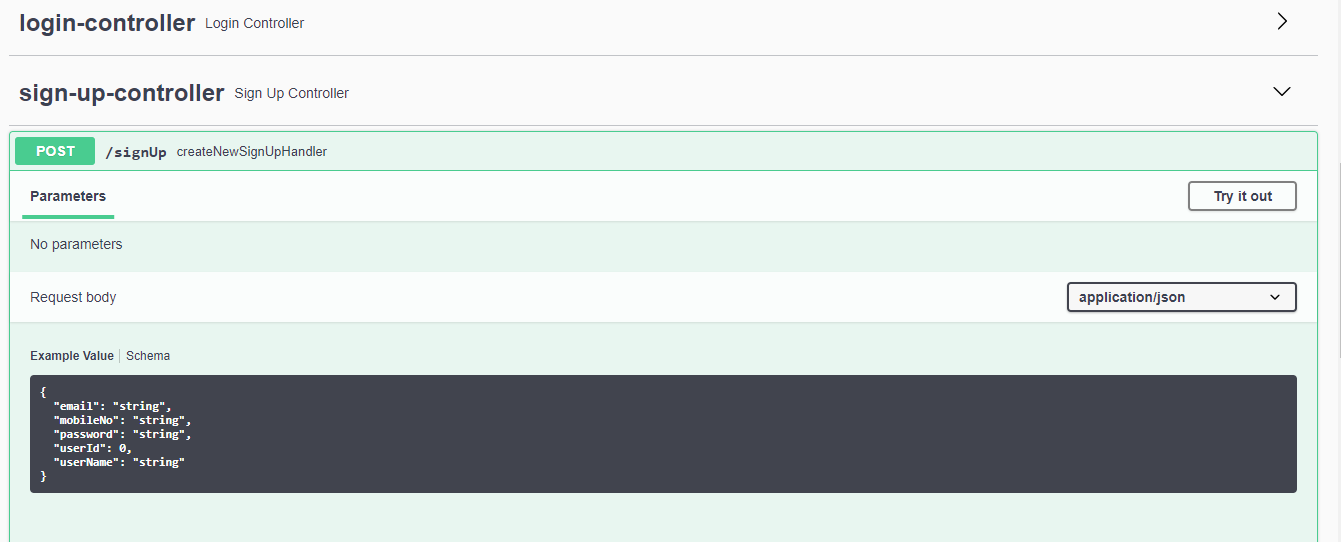 login-controller Login Controller
sign-up-controller Sign Up Controller
POST /signUp createNewSignUpHandler
Parameters Try it out
No parameters
Request body application/json
Example Value Schema
{
"email": "string",
"mobileNo": "string",
"password": "string",
"userId": 0,
"userName": "string"
}